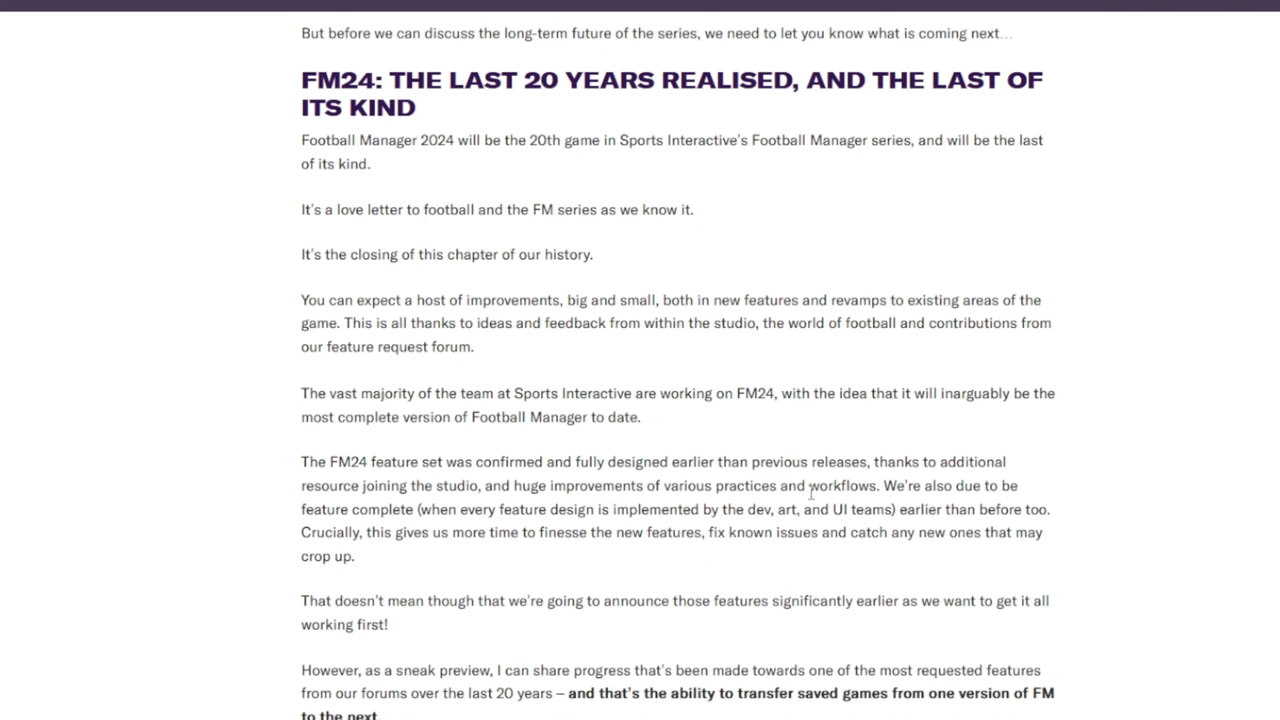 But before we can discuss the long-term future of the series, we need to let you know what is coming next…
FM24: THE LAST 20 YEARS REALISED, AND THE LAST OF
ITS KIND
Football Manager 2024 will be the 20th game in Sports Interactive's Football Manager series, and will be the last
of its kind.
It's a love letter to football and the FM series as we know it.
It's the closing of this chapter of our history.
You can expect a host of improvements, big and small, both in new features and revamps to existing areas of the
game. This is all thanks to ideas and feedback from within the studio, the world of football and contributions from
our feature request forum.
The vast majority of the team at Sports Interactive are working on FM24, with the idea that it will inarguably be the
most complete version of Football Manager to date.
The FM24 feature set was confirmed and fully designed earlier than previous releases, thanks to additional
resource joining the studio, and huge improvements of various practices and workflows. We're also due to be
feature complete (when every feature design is implemented by the dev, art, and UI teams) earlier than before too.
Crucially, this gives us more time to finesse the new features, fix known issues and catch any new ones that may
crop up.
That doesn't mean though that we're going to announce those features significantly earlier as we want to get it all
working first!
However, as a sneak preview, I can share progress that's been made towards one of the most requested features
from our forums over the last 20 years – and that's the ability to transfer saved games from one version of FM
to the next.